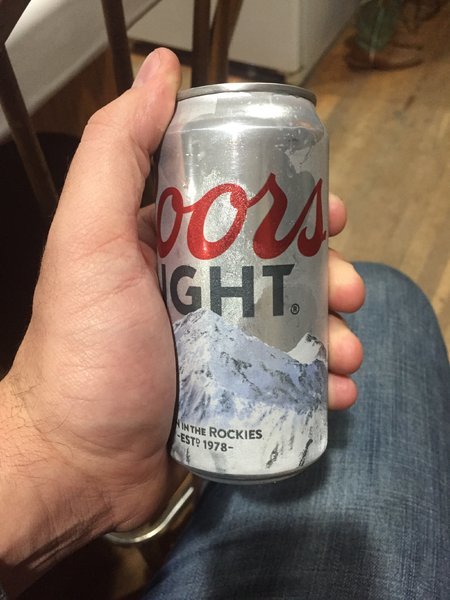 oors
IGHT®
N IN THE ROCKIES
-ESTD 1978-